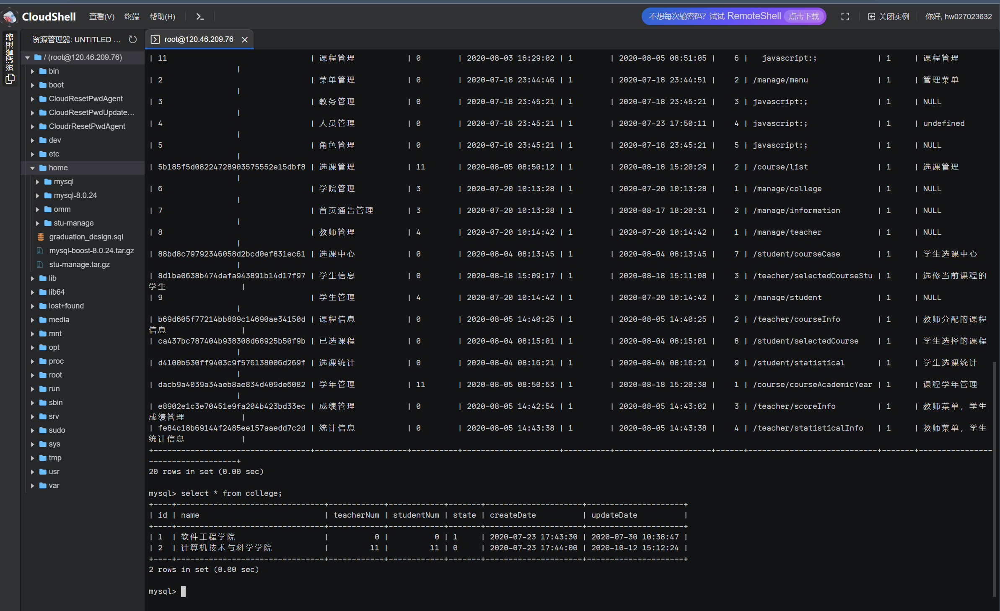 CloudShell 查看(V) 终端 帮助(H) 不想每次输密码？试试 RemoteShell 点击下载 关闭实例 你好, hw027023632
资源管理器
资源管理器: UNTITLED ...
/ (root@120.46.209.76)
bin
boot
CloudResetPwdAgent
CloudResetPwdUpdate...
CloudrResetPwdAgent
dev
etc
home
mysql
mysql-8.0.24
omm
stu-manage
graduation_design.sql
mysql-boost-8.0.24.tar.gz
stu-manage.tar.gz
lib
lib64
lost+found
media
mnt
opt
proc
root
run
sbin
srv
sudo
sys
tmp
usr
var
root@120.46.209.76
| 11 | 课程管理 | 0 | 2020-08-03 16:29:02 | 1 | 2020-08-05 08:51:05 | 6 | javascript:; | 1 | 课程管理
|
| 2 | 菜单管理 | 0 | 2020-07-18 23:44:46 | 1 | 2020-07-18 23:44:51 | 2 | /manage/menu | 1 | 管理菜单
|
| 3 | 教务管理 | 0 | 2020-07-18 23:45:21 | 1 | 2020-07-18 23:45:21 | 3 | javascript:; | 1 | NULL
|
| 4 | 人员管理 | 0 | 2020-07-18 23:45:21 | 1 | 2020-07-23 17:50:11 | 4 | javascript:; | 1 | undefined
|
| 5 | 角色管理 | 0 | 2020-07-18 23:45:21 | 1 | 2020-07-18 23:45:21 | 5 | javascript:; | 1 | NULL
|
| 5b185f5d08224728903575552e15dbf8 | 选课管理 | 11 | 2020-08-05 08:50:12 | 1 | 2020-08-18 15:20:29 | 2 | /course/list | 1 | 选课管理
|
| 6 | 学院管理 | 3 | 2020-07-20 10:13:28 | 1 | 2020-07-20 10:13:28 | 1 | /manage/college | 1 | NULL
|
| 7 | 首页通告管理 | 3 | 2020-07-20 10:13:28 | 1 | 2020-08-17 18:20:31 | 2 | /manage/information | 1 | NULL
|
| 8 | 教师管理 | 4 | 2020-07-20 10:14:42 | 1 | 2020-07-20 10:14:42 | 1 | /manage/teacher | 1 | NULL
|
| 88bd8c79792346058d2bcd0ef831ec61 | 选课中心 | 0 | 2020-08-04 08:13:45 | 1 | 2020-08-04 08:13:45 | 7 | /student/courseCase | 1 | 学生选课中心
|
| 8d1ba0638b474dafa943891b14d17f97 | 学生信息 | 0 | 2020-08-18 15:09:17 | 1 | 2020-08-18 15:11:08 | 3 | /teacher/selectedCourseStu | 1 | 选修当前课程的
学生 |
| 9 | 学生管理 | 4 | 2020-07-20 10:14:42 | 1 | 2020-07-20 10:14:42 | 2 | /manage/student | 1 | NULL
|
| b69d605f77214bb889c14690ae34150d | 课程信息 | 0 | 2020-08-05 14:40:25 | 1 | 2020-08-05 14:40:25 | 2 | /teacher/courseInfo | 1 | 教师分配的课程
信息 |
| ca437bc787404b938308d68925b50f9b | 已选课程 | 0 | 2020-08-04 08:15:01 | 1 | 2020-08-04 08:15:01 | 8 | /student/selectedCourse | 1 | 学生选择的课程
|
| d4100b530ff9403c9f576138006d269f | 选课统计 | 0 | 2020-08-04 08:16:21 | 1 | 2020-08-04 08:16:21 | 9 | /student/statistical | 1 | 学生选课统计
|
| dacb9a4039a34aeb8ae834d409de6082 | 学年管理 | 11 | 2020-08-05 08:50:53 | 1 | 2020-08-18 15:20:38 | 1 | /course/courseAcademicYear | 1 | 课程学年管理
|
| e8902e1c3e70451e9fa204b423bd33ec | 成绩管理 | 0 | 2020-08-05 14:42:54 | 1 | 2020-08-05 14:43:02 | 3 | /teacher/scoreInfo | 1 | 教师菜单，学生
成绩管理 |
| fe84c18b69144f2485ee157aaedd7c2d | 统计信息 | 0 | 2020-08-05 14:43:38 | 1 | 2020-08-05 14:43:38 | 4 | /teacher/statisticalInfo | 1 | 教师菜单，学生
统计信息 |
20 rows in set (0.00 sec)
mysql> select * from college;
| id | name | teacherNum | studentNum | state | createDate | updateDate |
| 1 | 软件工程学院 | 0 | 0 | 1 | 2020-07-23 17:43:30 | 2020-07-30 10:38:47 |
| 2 | 计算机技术与科学学院 | 11 | 11 | 0 | 2020-07-23 17:44:00 | 2020-10-12 15:12:24 |
2 rows in set (0.00 sec)
mysql>